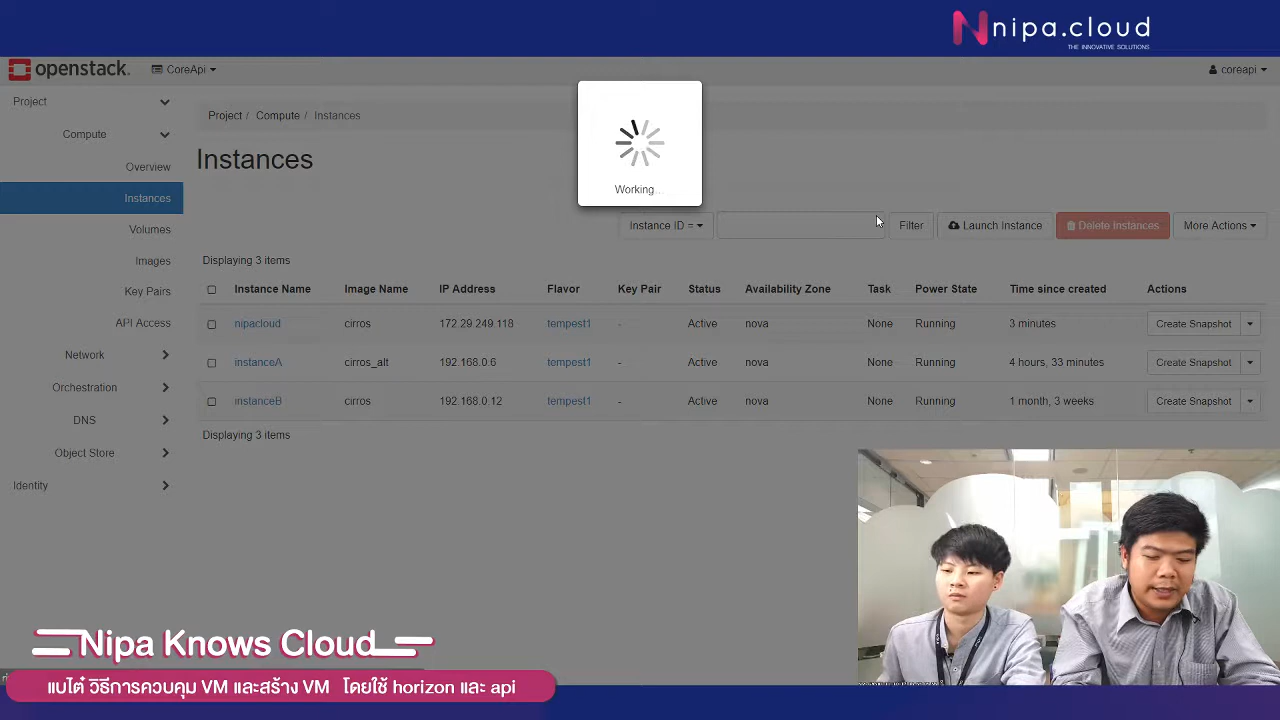 nipa.cloud
THE INNOVATIVE SOLUTIONS
openstack. CoreApi coreapi
Project
Project / Compute / Instances
Compute
Overview
Instances
Instances
Volumes
Images
Key Pairs
API Access
Network
Orchestration
DNS
Object Store
Identity
Working...
Instance ID = Filter Launch Instance Delete Instances More Actions
Displaying 3 items
Instance Name Image Name IP Address Flavor Key Pair Status Availability Zone Task Power State Time since created Actions
nipacloud cirros 172.29.249.118 tempest1 - Active nova None Running 3 minutes Create Snapshot
instanceA cirros_alt 192.168.0.6 tempest1 - Active nova None Running 4 hours, 33 minutes Create Snapshot
instanceB cirros 192.168.0.12 tempest1 - Active nova None Running 1 month, 3 weeks Create Snapshot
Displaying 3 items
Nipa Knows Cloud
แบไต๋ วิธีการควบคุม VM และสร้าง VM โดยใช้ horizon และ api